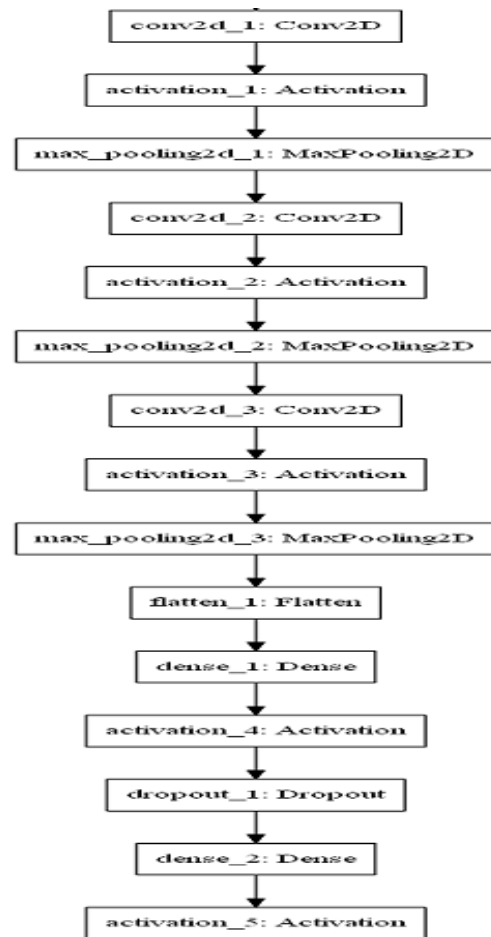 conv2d_1: Conv2D
activation_1: Activation
max_pooling2d_1: MaxPooling2D
conv2d_2: Conv2D
activation_2: Activation
max_pooling2d_2: MaxPooling2D
conv2d_3: Conv2D
activation_3: Activation
max_pooling2d_3: MaxPooling2D
flatten_1: Flatten
dense_1: Dense
activation_4: Activation
dropout_1: Dropout
dense_2: Dense
activation_5: Activation